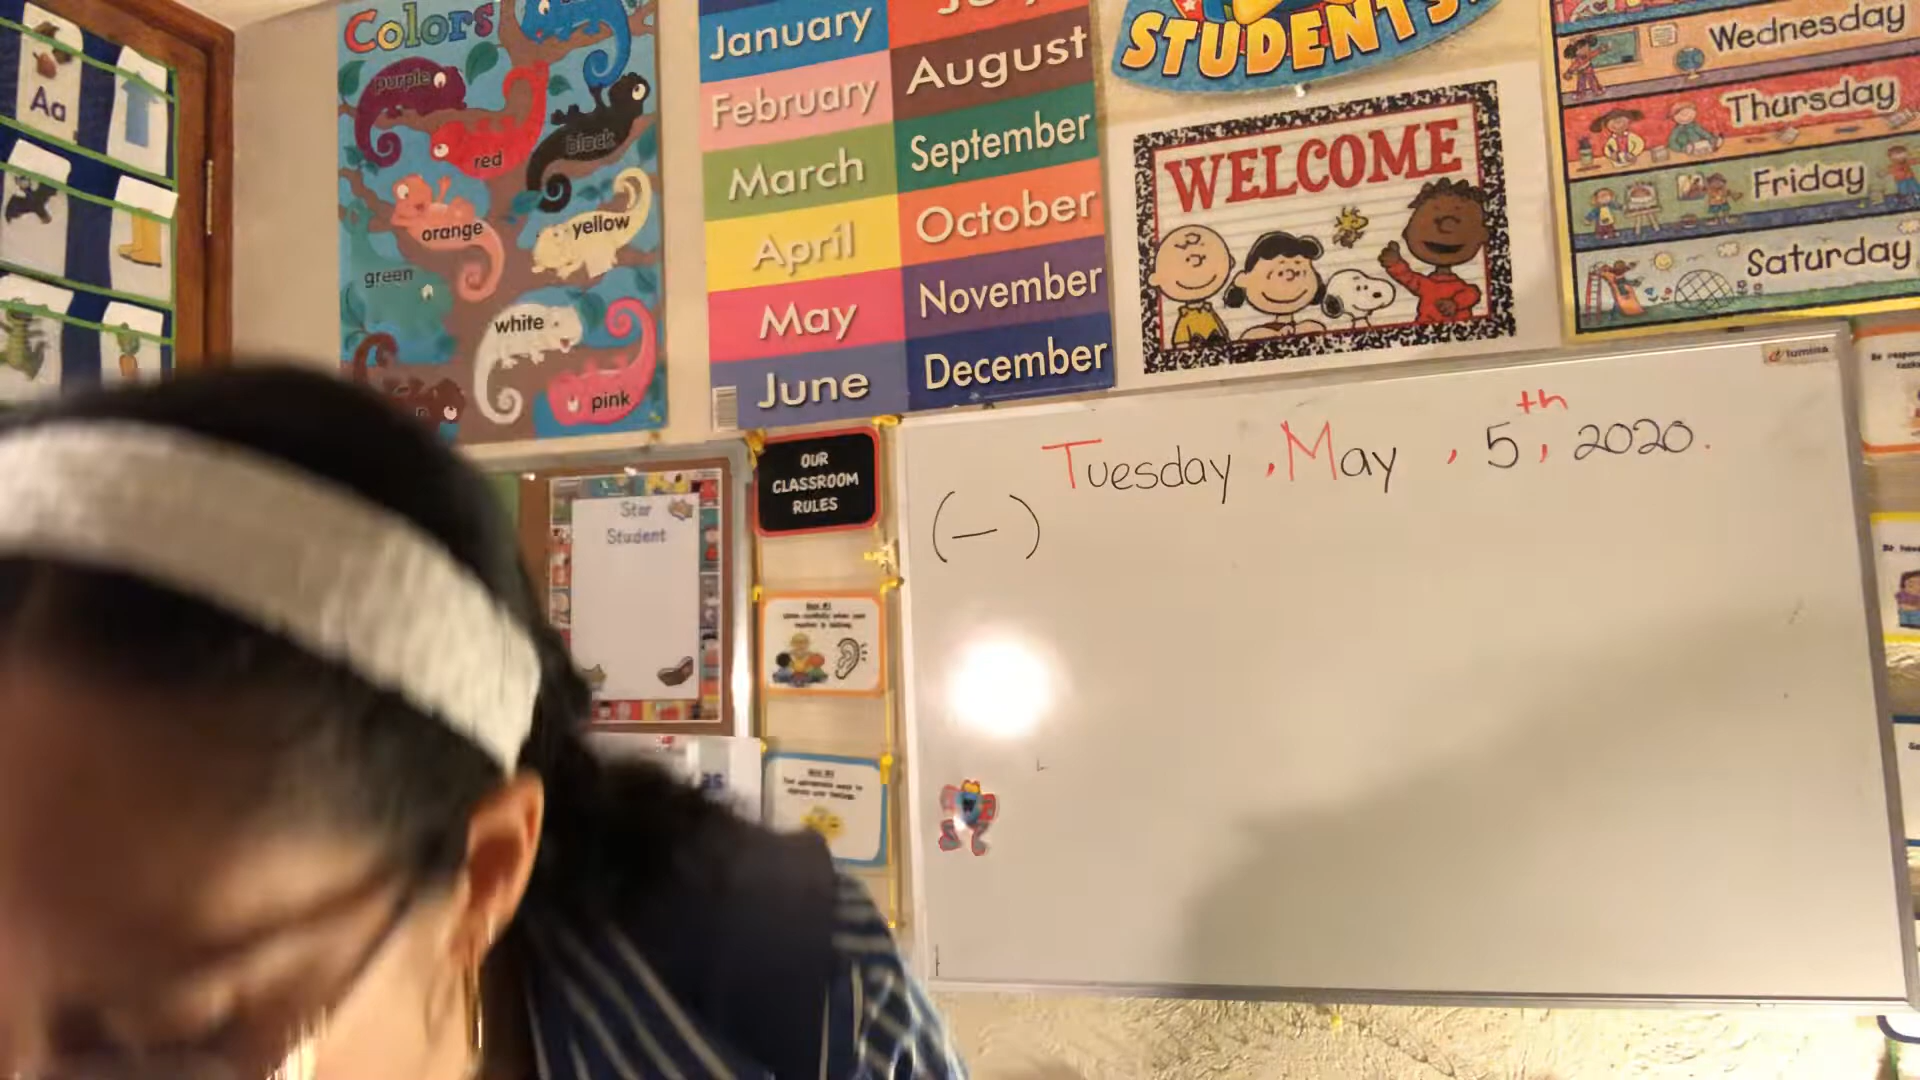 Aa
Colors
purple
red
black
orange
yellow
green
white
pink
January
February
March
April
May
June
August
September
October
November
December
STUDENTS
WELCOME
Wednesday
Thursday
Friday
Saturday
lumina
Tuesday, May, 5th, 2020.
(-)
OUR
CLASSROOM
RULES
Star
Student